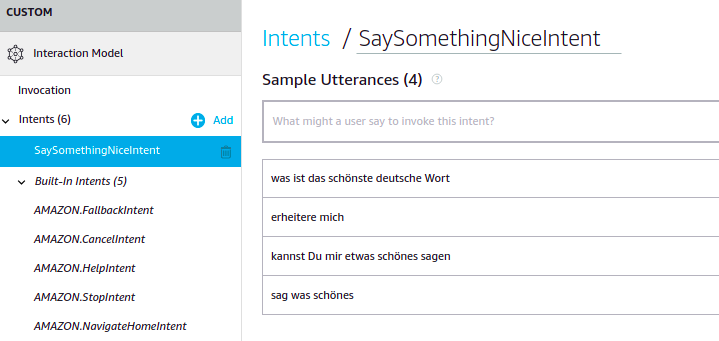 CUSTOM
Interaction Model
Invocation
Intents (6)
Add
SaySomethingNiceIntent
Built-In Intents (5)
AMAZON.FallbackIntent
AMAZON.CancelIntent
AMAZON.HelpIntent
AMAZON.StopIntent
AMAZON.NavigateHomeIntent
Intents / SaySomethingNiceIntent
Sample Utterances (4) ?
What might a user say to invoke this intent?
was ist das schönste deutsche Wort
erheitere mich
kannst Du mir etwas schönes sagen
sag was schönes